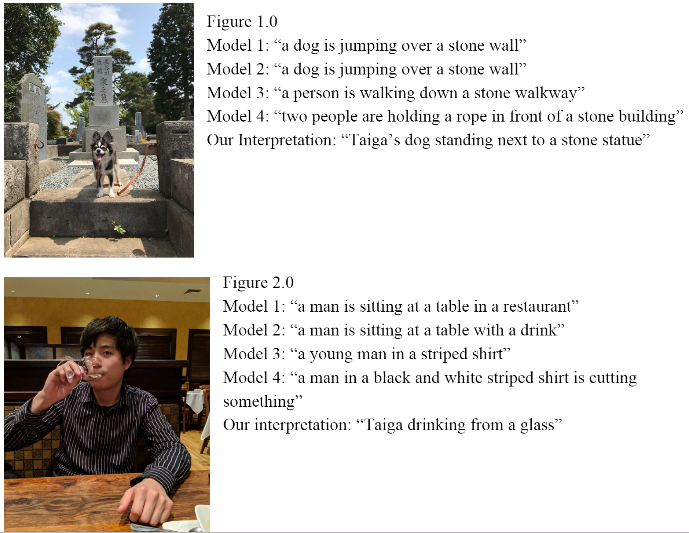 Figure 1.0
Model 1: “a dog is jumping over a stone wall”
Model 2: “a dog is jumping over a stone wall”
Model 3: “a person is walking down a stone walkway”
Model 4: “two people are holding a rope in front of a stone building”
Our Interpretation: “Taiga’s dog standing next to a stone statue”
Figure 2.0
Model 1: “a man is sitting at a table in a restaurant”
Model 2: “a man is sitting at a table with a drink”
Model 3: “a young man in a striped shirt”
Model 4: “a man in a black and white striped shirt is cutting
something”
Our interpretation: “Taiga drinking from a glass”